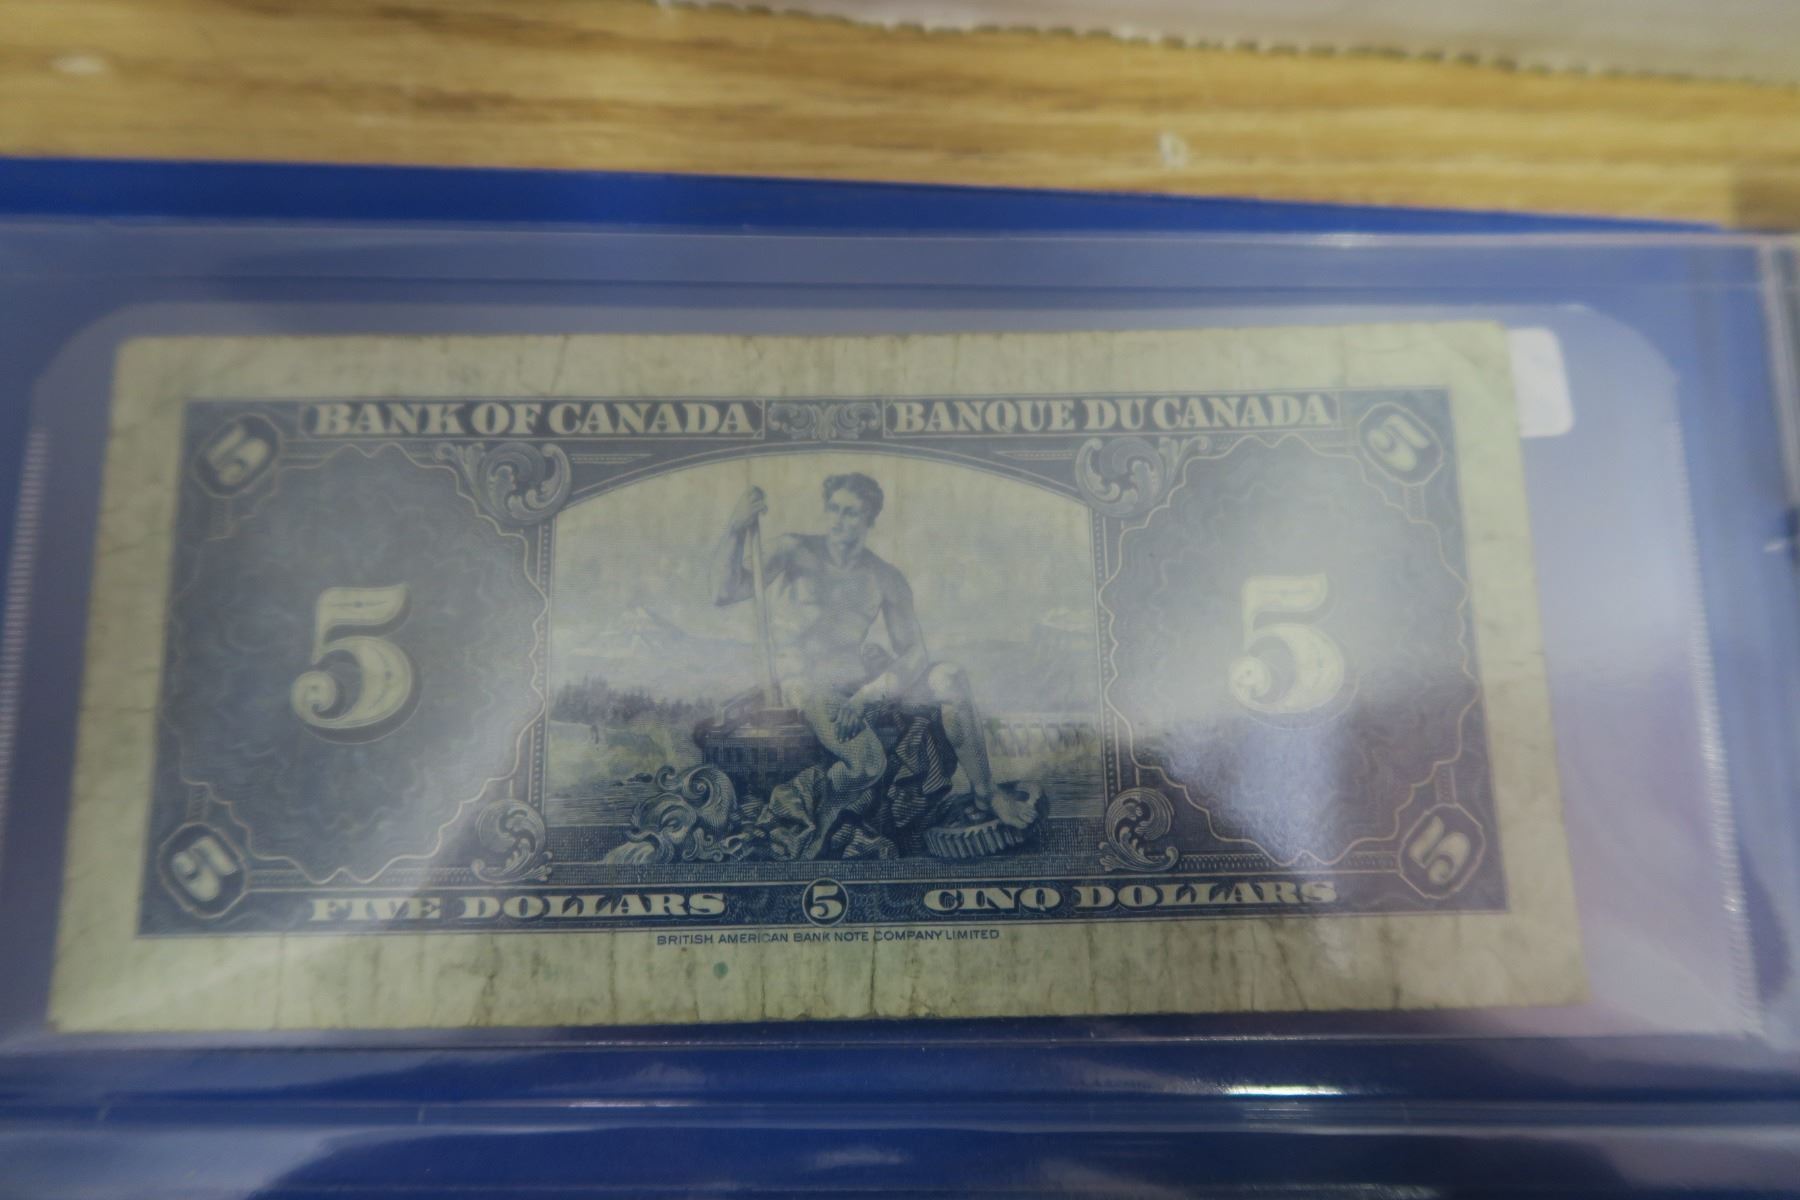 5 BANK OF CANADA BANQUE DU CANADA 5
5 5
5 FIVE DOLLARS 5 CINQ DOLLARS 5
BRITISH AMERICAN BANK NOTE COMPANY LIMITED